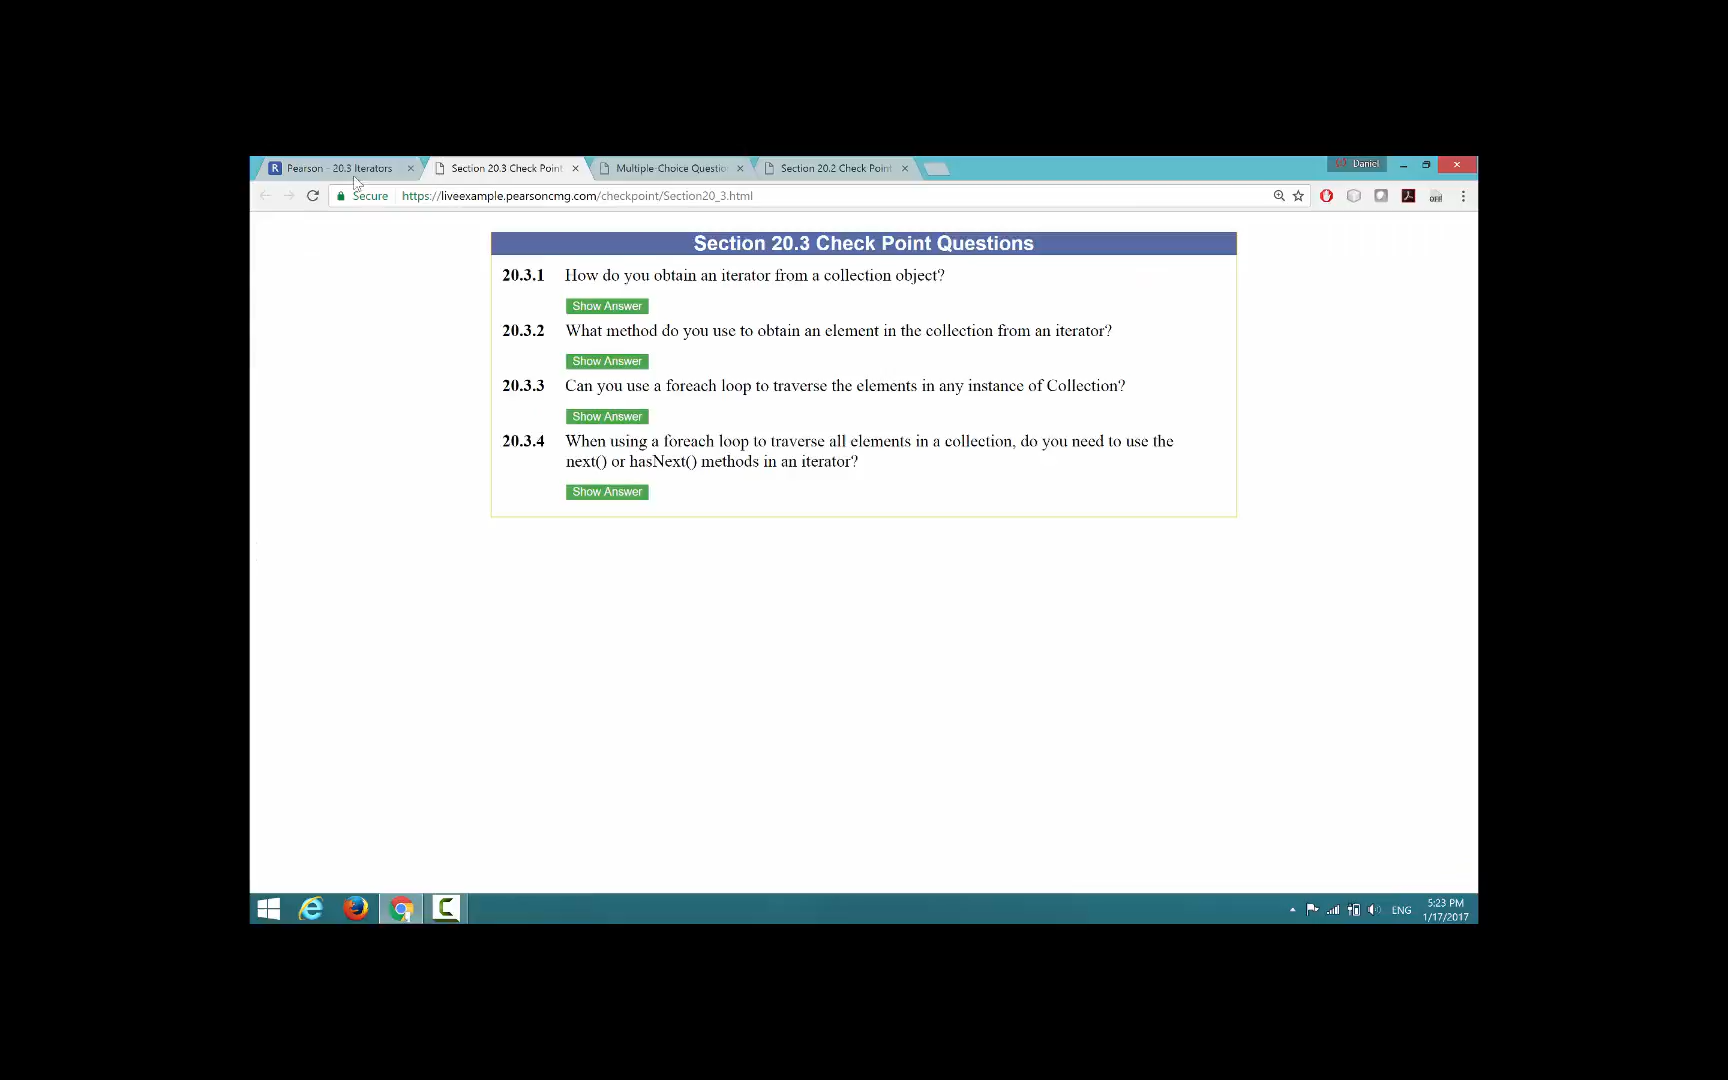 Pearson - 20.3 Iterators
Section 20.3 Check Point
Multiple-Choice Questio
Section 20.2 Check Point
Daniel
Secure https://liveexample.pearsoncmg.com/checkpoint/Section20_3.html
Section 20.3 Check Point Questions
20.3.1 How do you obtain an iterator from a collection object?
Show Answer
20.3.2 What method do you use to obtain an element in the collection from an iterator?
Show Answer
20.3.3 Can you use a foreach loop to traverse the elements in any instance of Collection?
Show Answer
20.3.4 When using a foreach loop to traverse all elements in a collection, do you need to use the
next() or hasNext() methods in an iterator?
Show Answer
ENG
5:23 PM
1/17/2017